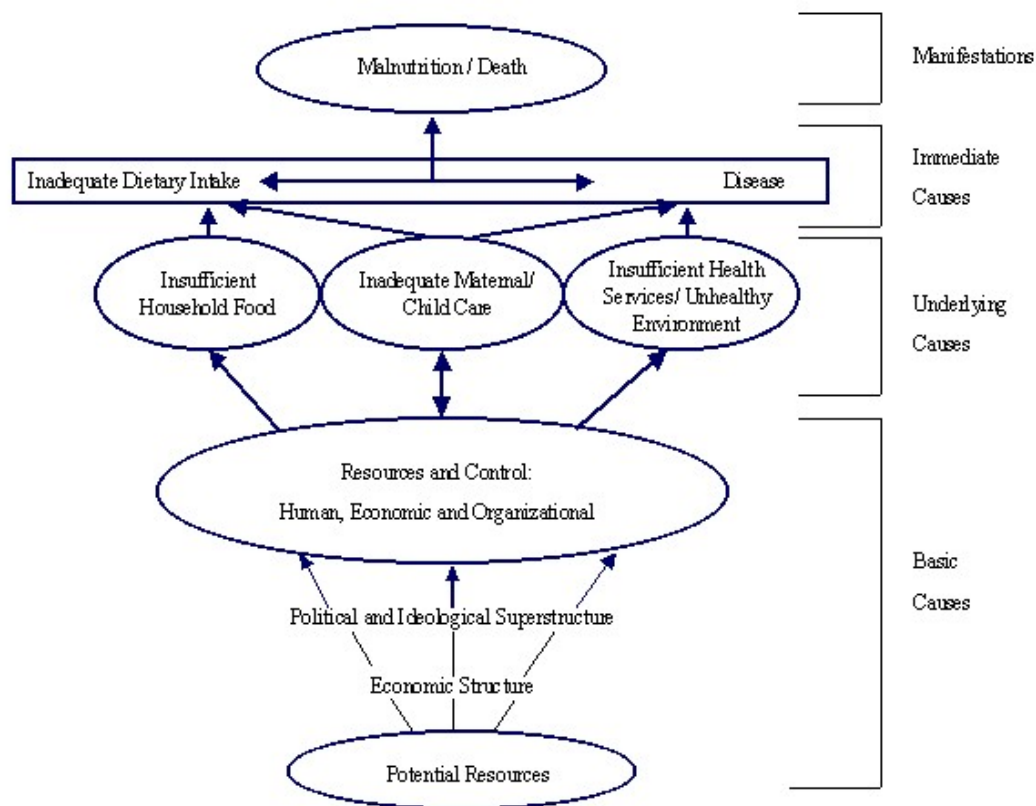 Malnutrition / Death
Manifestations
Inadequate Dietary Intake
Disease
Immediate
Causes
Insufficient
Household Food
Inadequate Maternal/
Child Care
Insufficient Health
Services/ Unhealthy
Environment
Underlying
Causes
Resources and Control:
Human, Economic and Organizational
Political and Ideological Superstructure
Economic Structure
Potential Resources
Basic
Causes